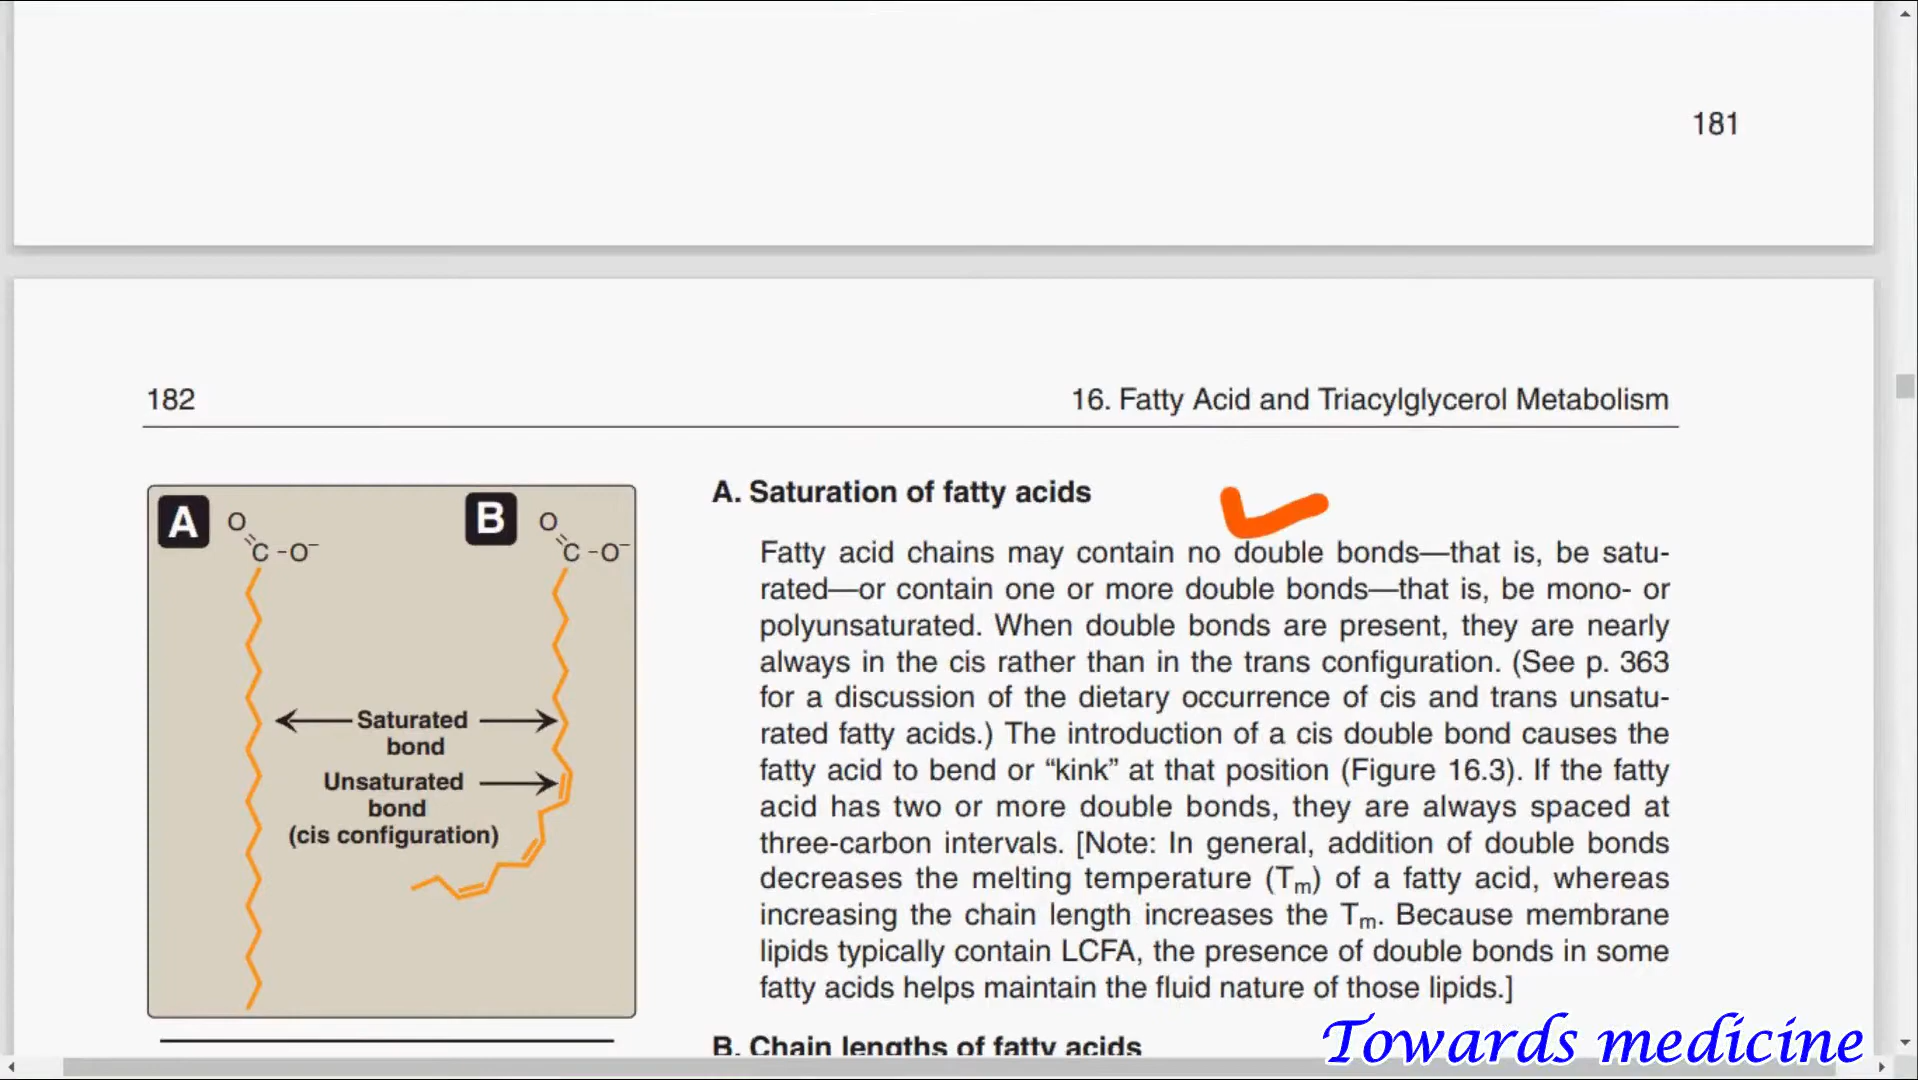 181
182
16. Fatty Acid and Triacylglycerol Metabolism
A
O
C -O⁻
B
O
C -O⁻
Saturated
bond
Unsaturated
bond
(cis configuration)
A. Saturation of fatty acids
Fatty acid chains may contain no double bonds—that is, be satu-
rated—or contain one or more double bonds—that is, be mono- or
polyunsaturated. When double bonds are present, they are nearly
always in the cis rather than in the trans configuration. (See p. 363
for a discussion of the dietary occurrence of cis and trans unsatu-
rated fatty acids.) The introduction of a cis double bond causes the
fatty acid to bend or “kink” at that position (Figure 16.3). If the fatty
acid has two or more double bonds, they are always spaced at
three-carbon intervals. [Note: In general, addition of double bonds
decreases the melting temperature (Tm) of a fatty acid, whereas
increasing the chain length increases the Tm. Because membrane
lipids typically contain LCFA, the presence of double bonds in some
fatty acids helps maintain the fluid nature of those lipids.]
B. Chain lengths of fatty acids
Towards medicine